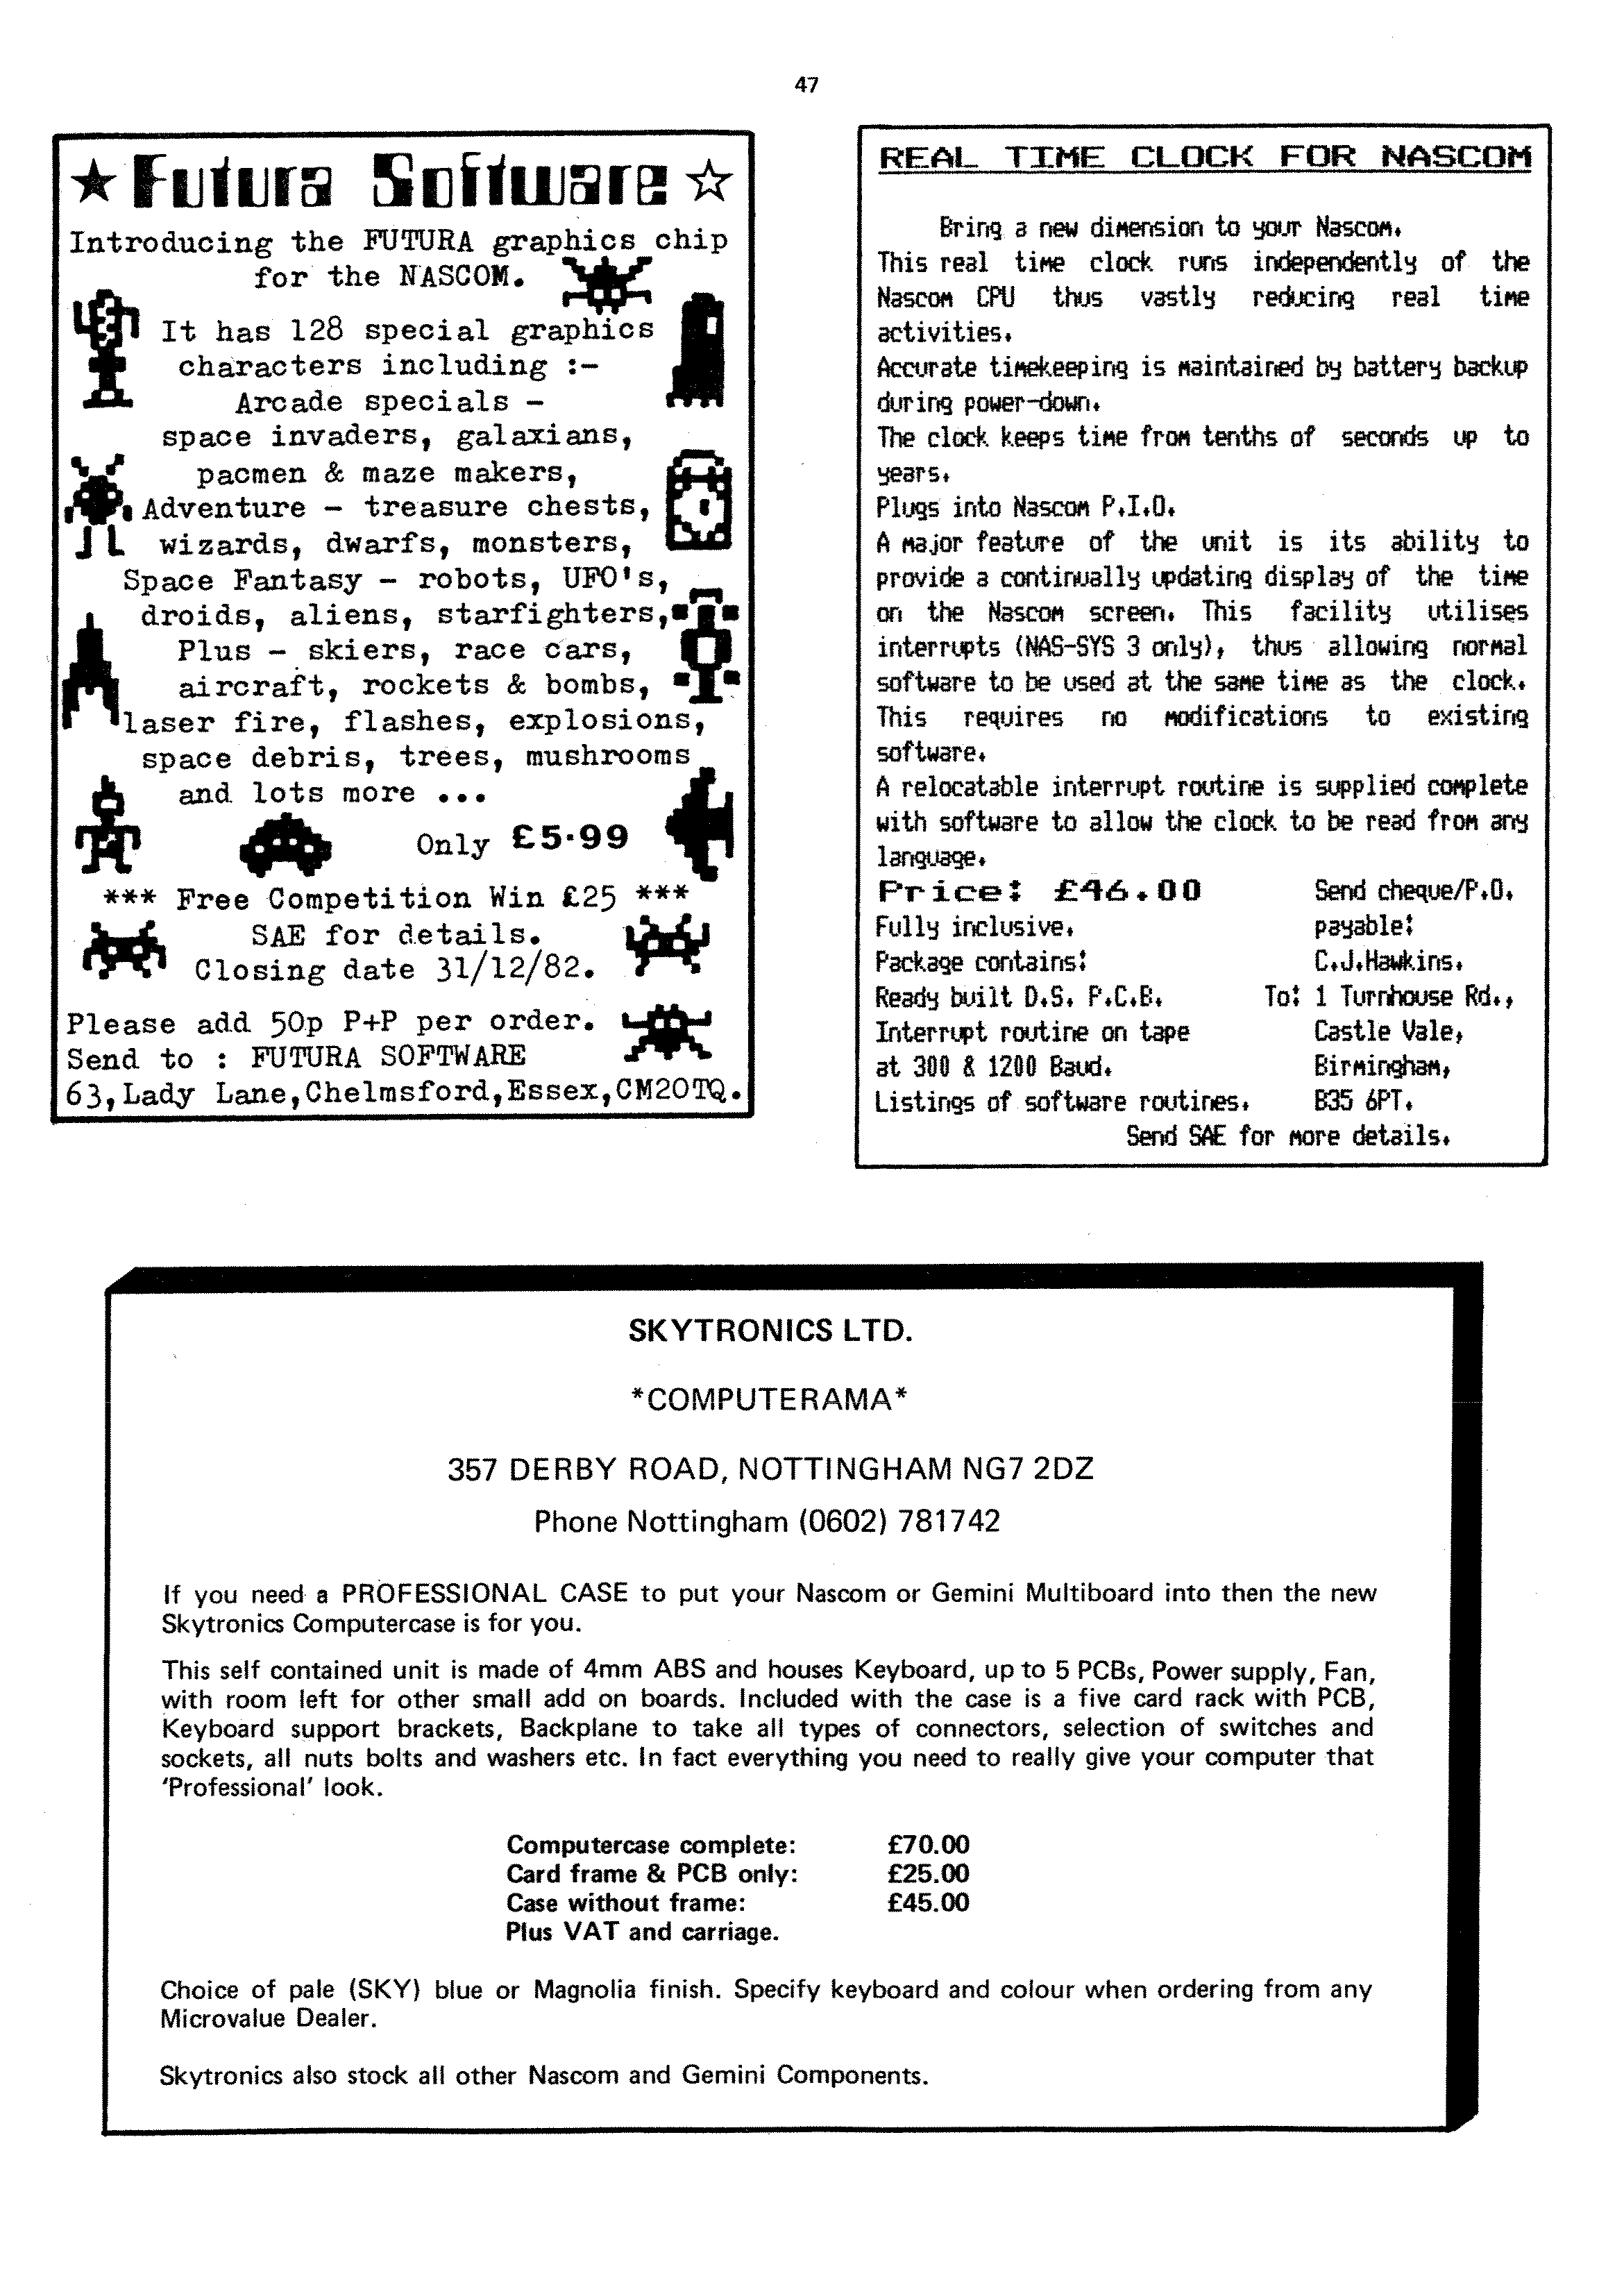 47
★ Futura Software ☆
Introducing the FUTURA graphics chip
for the NASCOM.
It has 128 special graphics
characters including :-
Arcade specials -
space invaders, galaxians,
pacmen & maze makers,
Adventure - treasure chests,
wizards, dwarfs, monsters,
Space Fantasy - robots, UFO's,
droids, aliens, starfighters,
Plus - skiers, race cars,
aircraft, rockets & bombs,
laser fire, flashes, explosions,
space debris, trees, mushrooms
and lots more ...
Only £5·99
*** Free Competition Win £25 ***
SAE for details.
Closing date 31/12/82.
Please add 50p P+P per order.
Send to : FUTURA SOFTWARE
63,Lady Lane,Chelmsford,Essex,CM2OTQ.
REAL TIME CLOCK FOR NASCOM
Bring a new dimension to your Nascom.
This real time clock runs independently of the
Nascom CPU thus vastly reducing real time
activities.
Accurate timekeeping is maintained by battery backup
during power-down.
The clock keeps time from tenths of seconds up to
years.
Plugs into Nascom P.I.O.
A major feature of the unit is its ability to
provide a continually updating display of the time
on the Nascom screen. This facility utilises
interrupts (NAS-SYS 3 only), thus allowing normal
software to be used at the same time as the clock.
This requires no modifications to existing
software.
A relocatable interrupt routine is supplied complete
with software to allow the clock to be read from any
language.
Price: £46.00 Send cheque/P.O.
Fully inclusive. payable:
Package contains: C.J.Hawkins.
Ready built D.S. P.C.B. To: 1 Turnhouse Rd.,
Interrupt routine on tape Castle Vale,
at 300 & 1200 Baud. Birmingham,
Listings of software routines. B35 6PT.
Send SAE for more details.
SKYTRONICS LTD.
*COMPUTERAMA*
357 DERBY ROAD, NOTTINGHAM NG7 2DZ
Phone Nottingham (0602) 781742
If you need a PROFESSIONAL CASE to put your Nascom or Gemini Multiboard into then the new
Skytronics Computercase is for you.
This self contained unit is made of 4mm ABS and houses Keyboard, up to 5 PCBs, Power supply, Fan,
with room left for other small add on boards. Included with the case is a five card rack with PCB,
Keyboard support brackets, Backplane to take all types of connectors, selection of switches and
sockets, all nuts bolts and washers etc. In fact everything you need to really give your computer that
'Professional' look.
Computercase complete: £70.00
Card frame & PCB only: £25.00
Case without frame: £45.00
Plus VAT and carriage.
Choice of pale (SKY) blue or Magnolia finish. Specify keyboard and colour when ordering from any
Microvalue Dealer.
Skytronics also stock all other Nascom and Gemini Components.